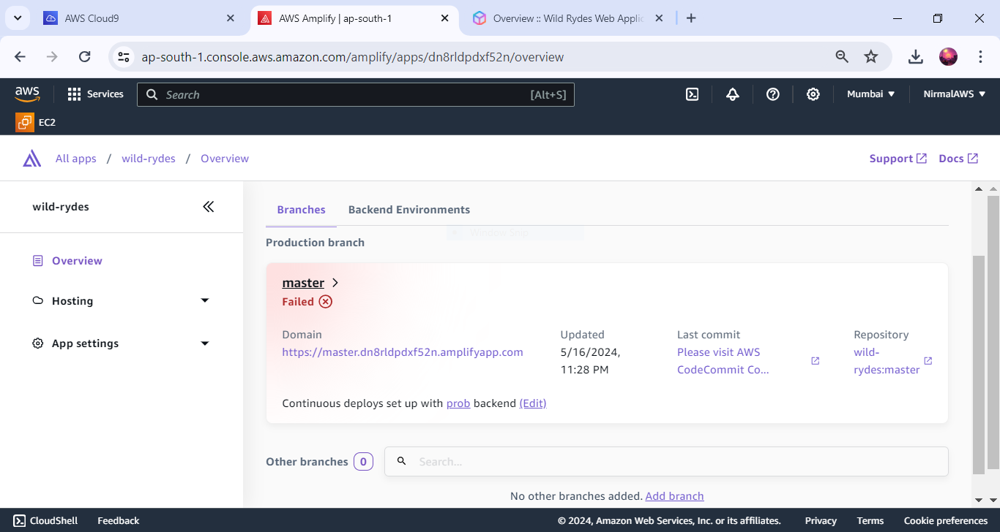 AWS Cloud9
AWS Amplify | ap-south-1
Overview :: Wild Rydes Web Applic
ap-south-1.console.aws.amazon.com/amplify/apps/dn8rldpdxf52n/overview
aws
Services
Search
[Alt+S]
Mumbai
NirmalAWS
EC2
All apps / wild-rydes / Overview
Support
Docs
wild-rydes
Overview
Hosting
App settings
Branches
Backend Environments
Window Snip
Production branch
master
Failed
Domain
https://master.dn8rldpdxf52n.amplifyapp.com
Updated
5/16/2024,
11:28 PM
Last commit
Please visit AWS
CodeCommit Co...
Repository
wild-
rydes:master
Continuous deploys set up with prob backend (Edit)
Other branches 0
Search...
No other branches added. Add branch
CloudShell
Feedback
© 2024, Amazon Web Services, Inc. or its affiliates.
Privacy
Terms
Cookie preferences